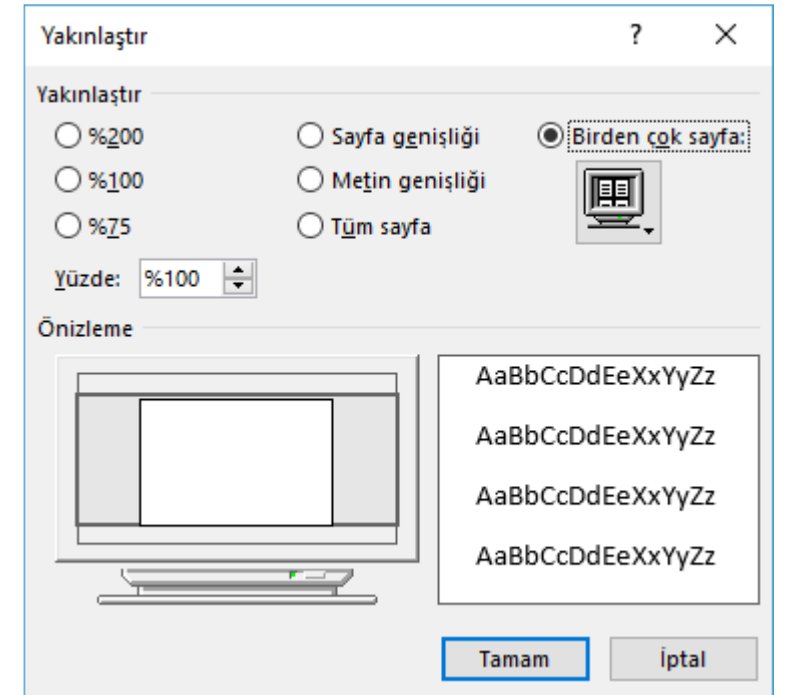 Yakınlaştır ?
Yakınlaştır
%200 Sayfa genişliği Birden çok sayfa:
%100 Metin genişliği
%75 Tüm sayfa
Yüzde: %100
Önizleme
AaBbCcDdEeXxYyZz
AaBbCcDdEeXxYyZz
AaBbCcDdEeXxYyZz
AaBbCcDdEeXxYyZz
Tamam İptal